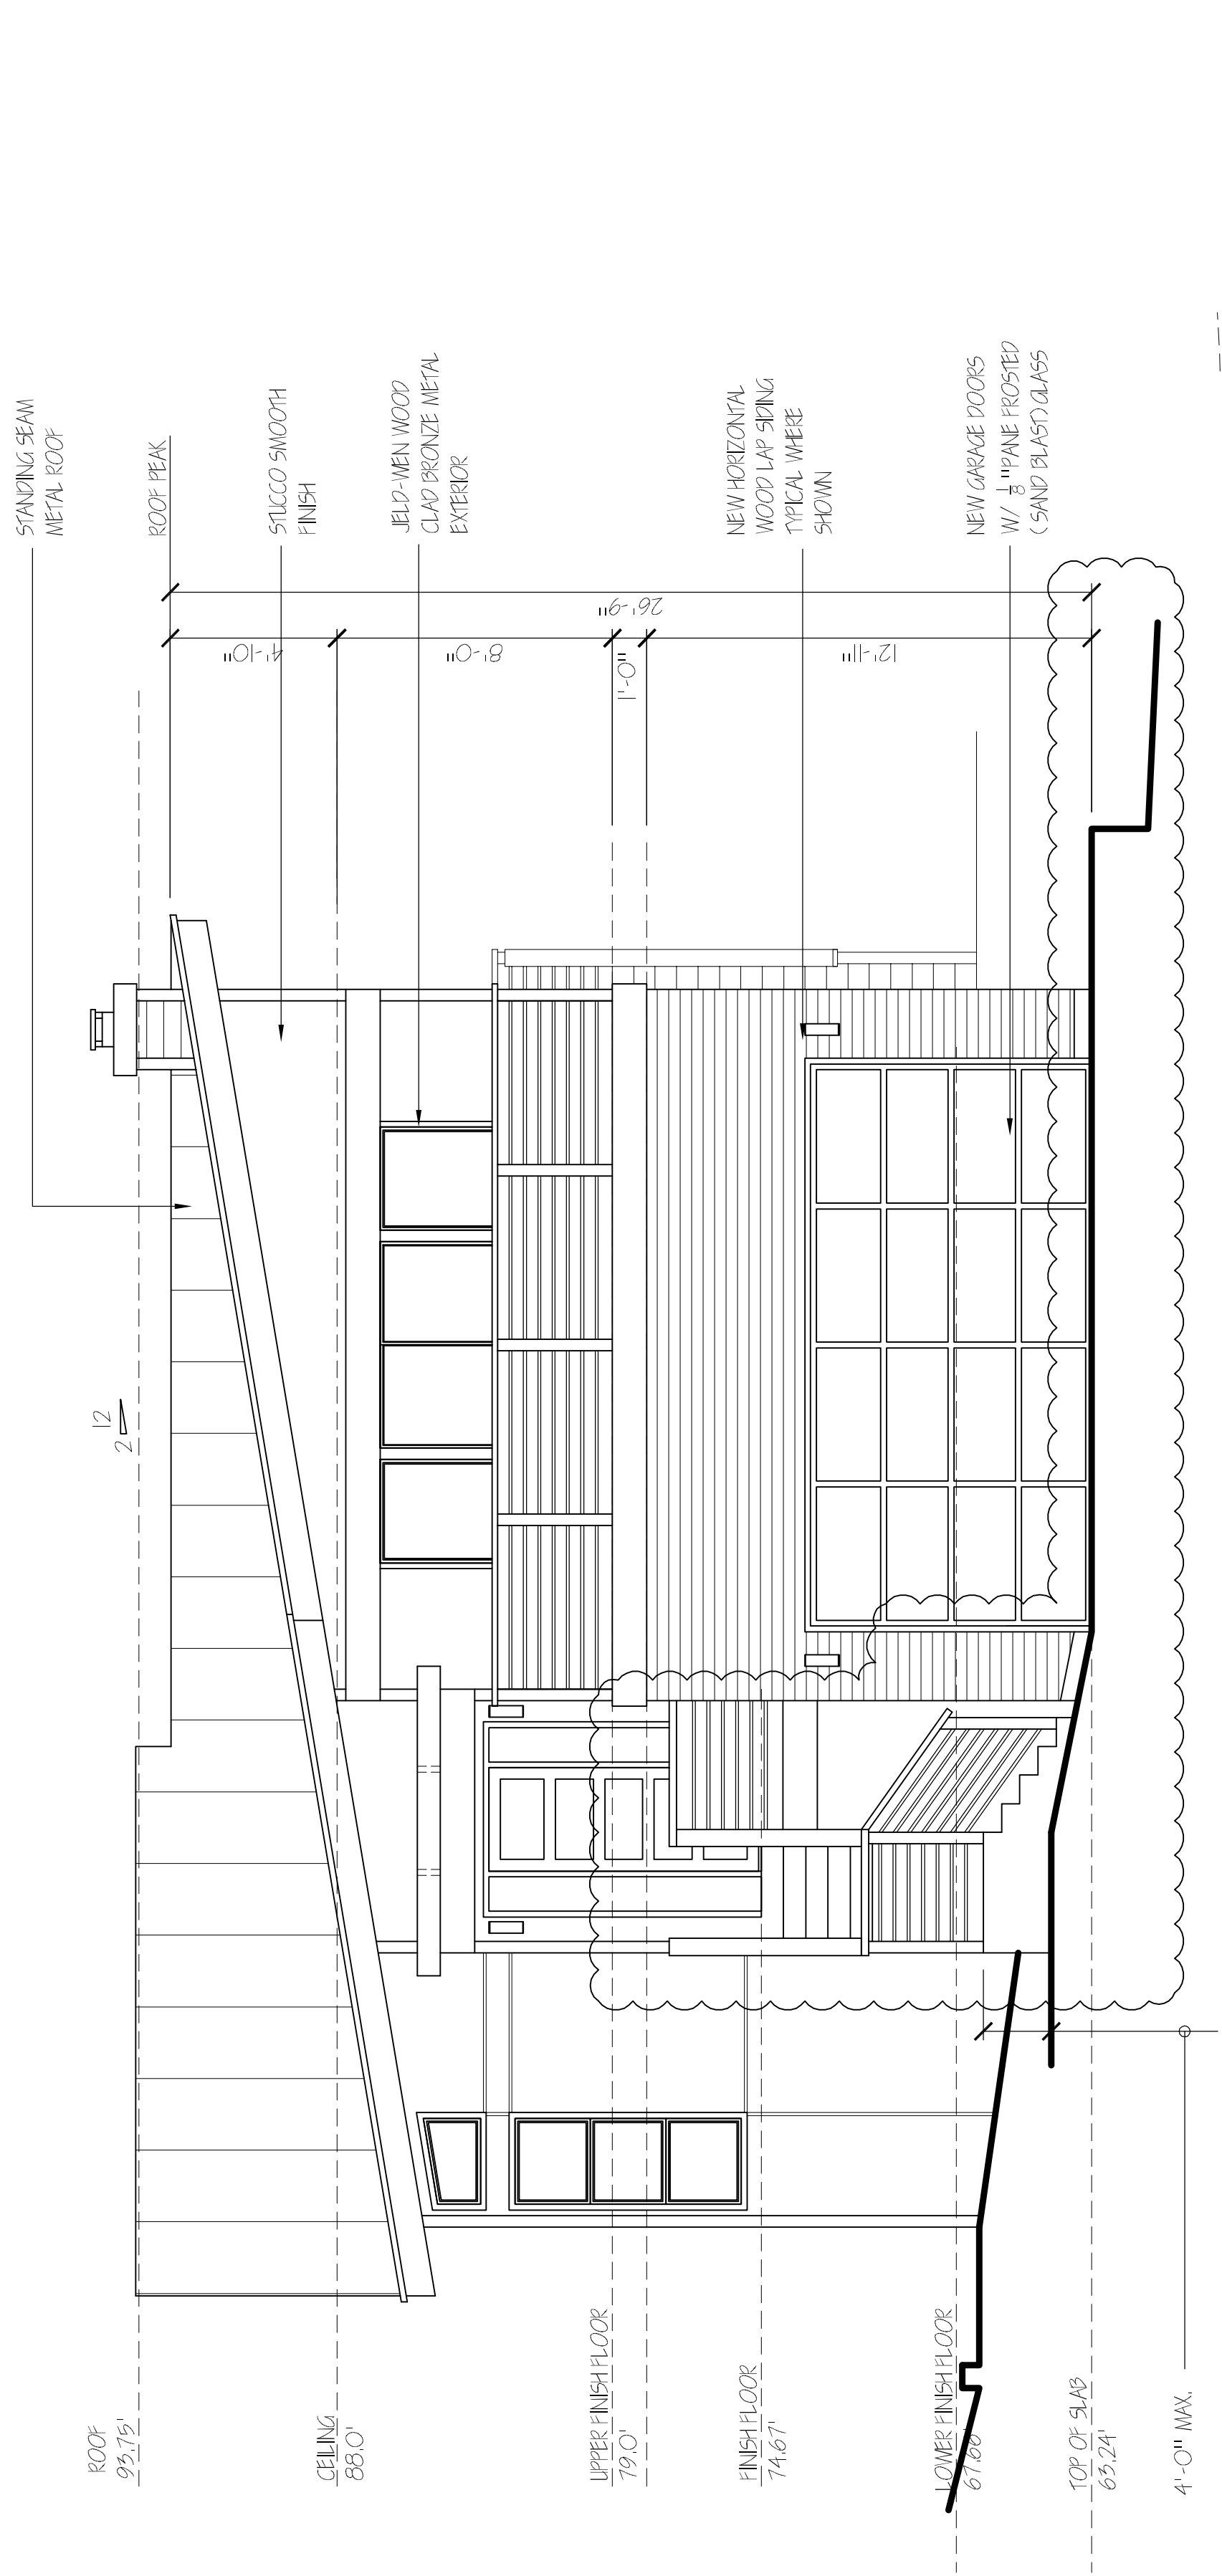 STANDING SEAM
METAL ROOF
ROOF PEAK
STUCCO SMOOTH
FINISH
JELD-WEN WOOD
CLAD BRONZE METAL
EXTERIOR
NEW HORIZONTAL
WOOD LAP SIDING
TYPICAL WHERE
SHOWN
NEW GARAGE DOORS
W/ 1/8" PANE FROSTED
(SAND BLAST) GLASS
26'-9"
4'-10"
8'-0"
1'-0"
12'-11"
12
2
ROOF
93.75'
CEILING
88.0'
UPPER FINISH FLOOR
79.0'
FINISH FLOOR
74.67'
LOWER FINISH FLOOR
67.66'
TOP OF SLAB
63.24'
4'-0" MAX.